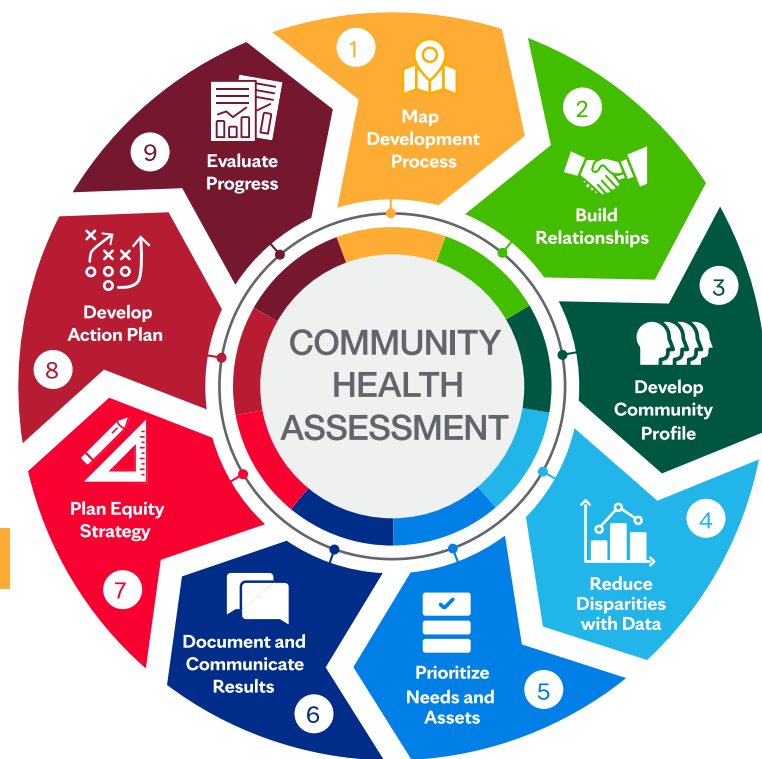 COMMUNITY
HEALTH
ASSESSMENT
1
Map
Development
Process
2
Build
Relationships
3
Develop
Community
Profile
4
Reduce
Disparities
with Data
5
Prioritize
Needs and
Assets
6
Document and
Communicate
Results
7
Plan Equity
Strategy
8
Develop
Action Plan
9
Evaluate
Progress